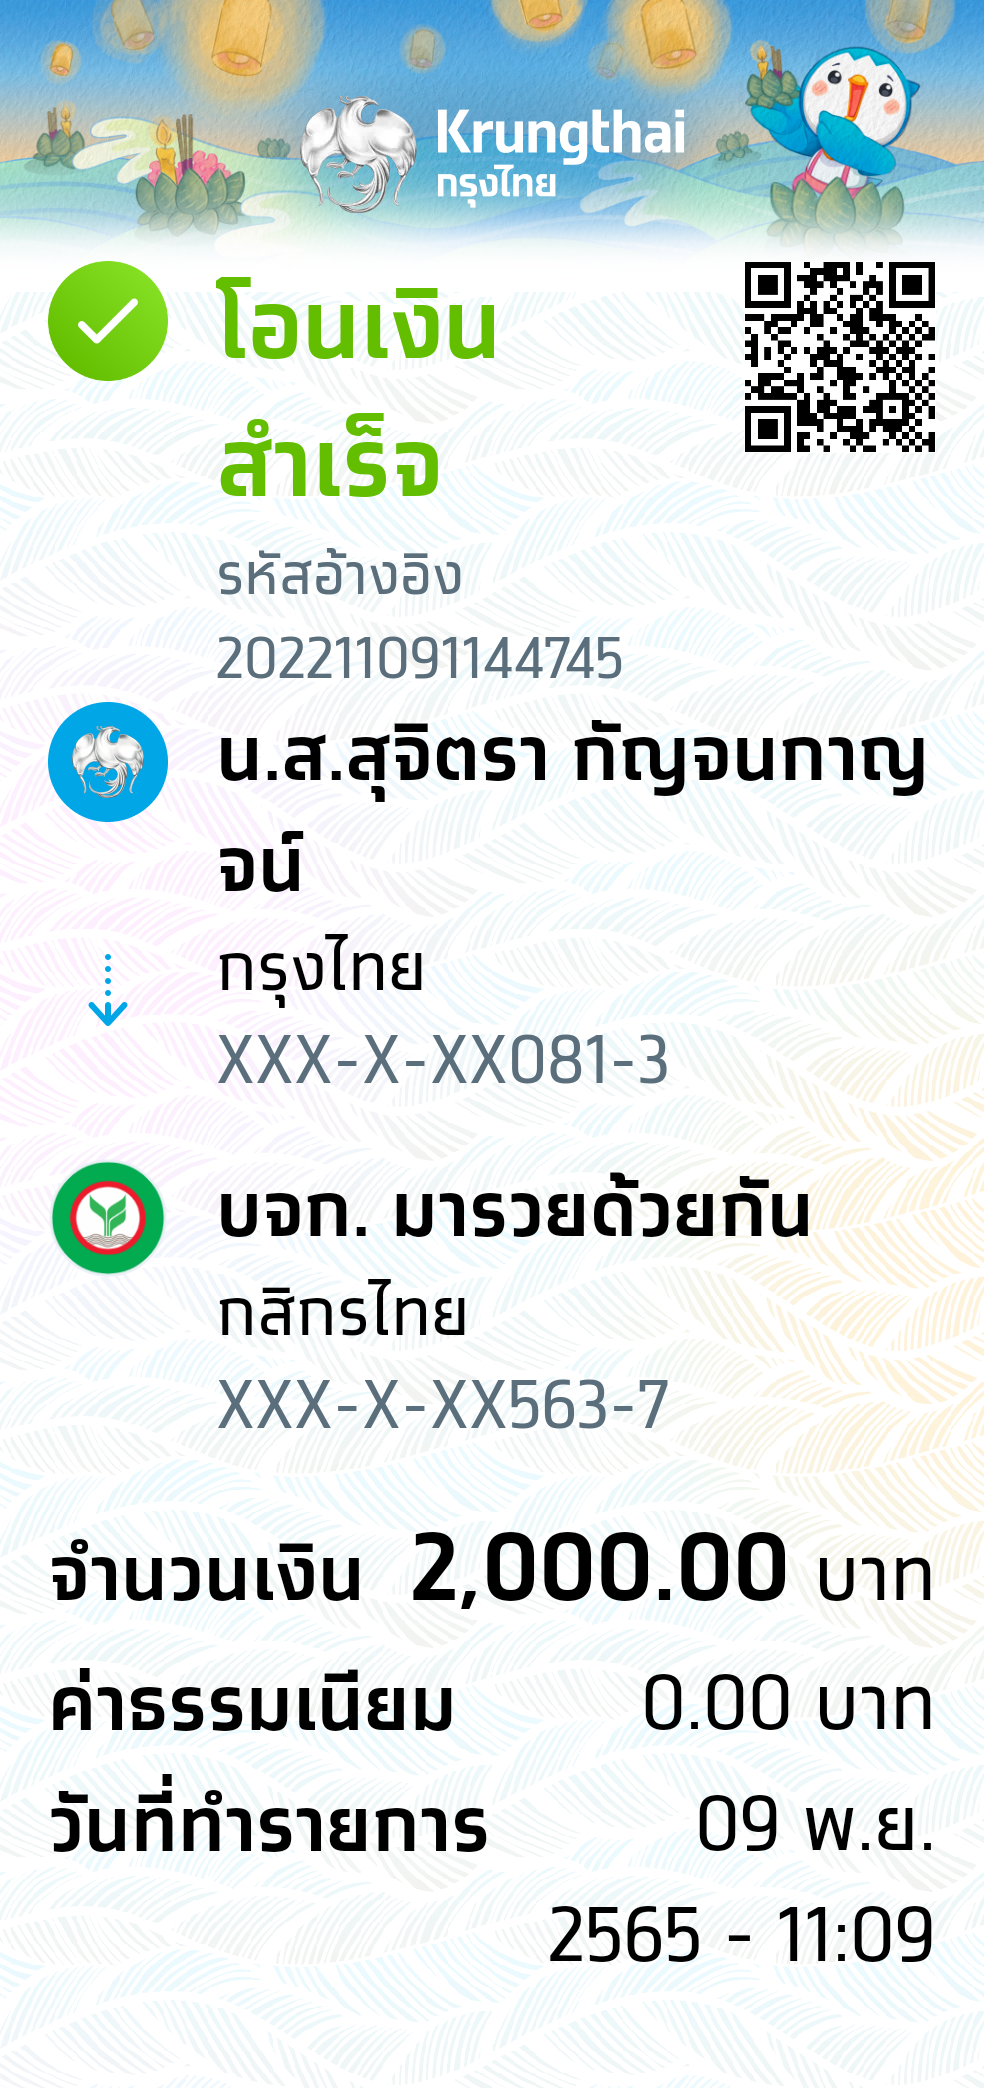 Krungthai
กรุงไทย
โอนเงิน
สำเร็จ
รหัสอ้างอิง
202211091144745
น.ส.สุจิตรา กัญจนกาญ
จน์
กรุงไทย
XXX-X-XX081-3
บจก. มารวยด้วยกัน
กสิกรไทย
XXX-X-XX563-7
จำนวนเงิน 2,000.00 บาท
ค่าธรรมเนียม 0.00 บาท
วันที่ทำรายการ 09 พ.ย.
2565 - 11:09